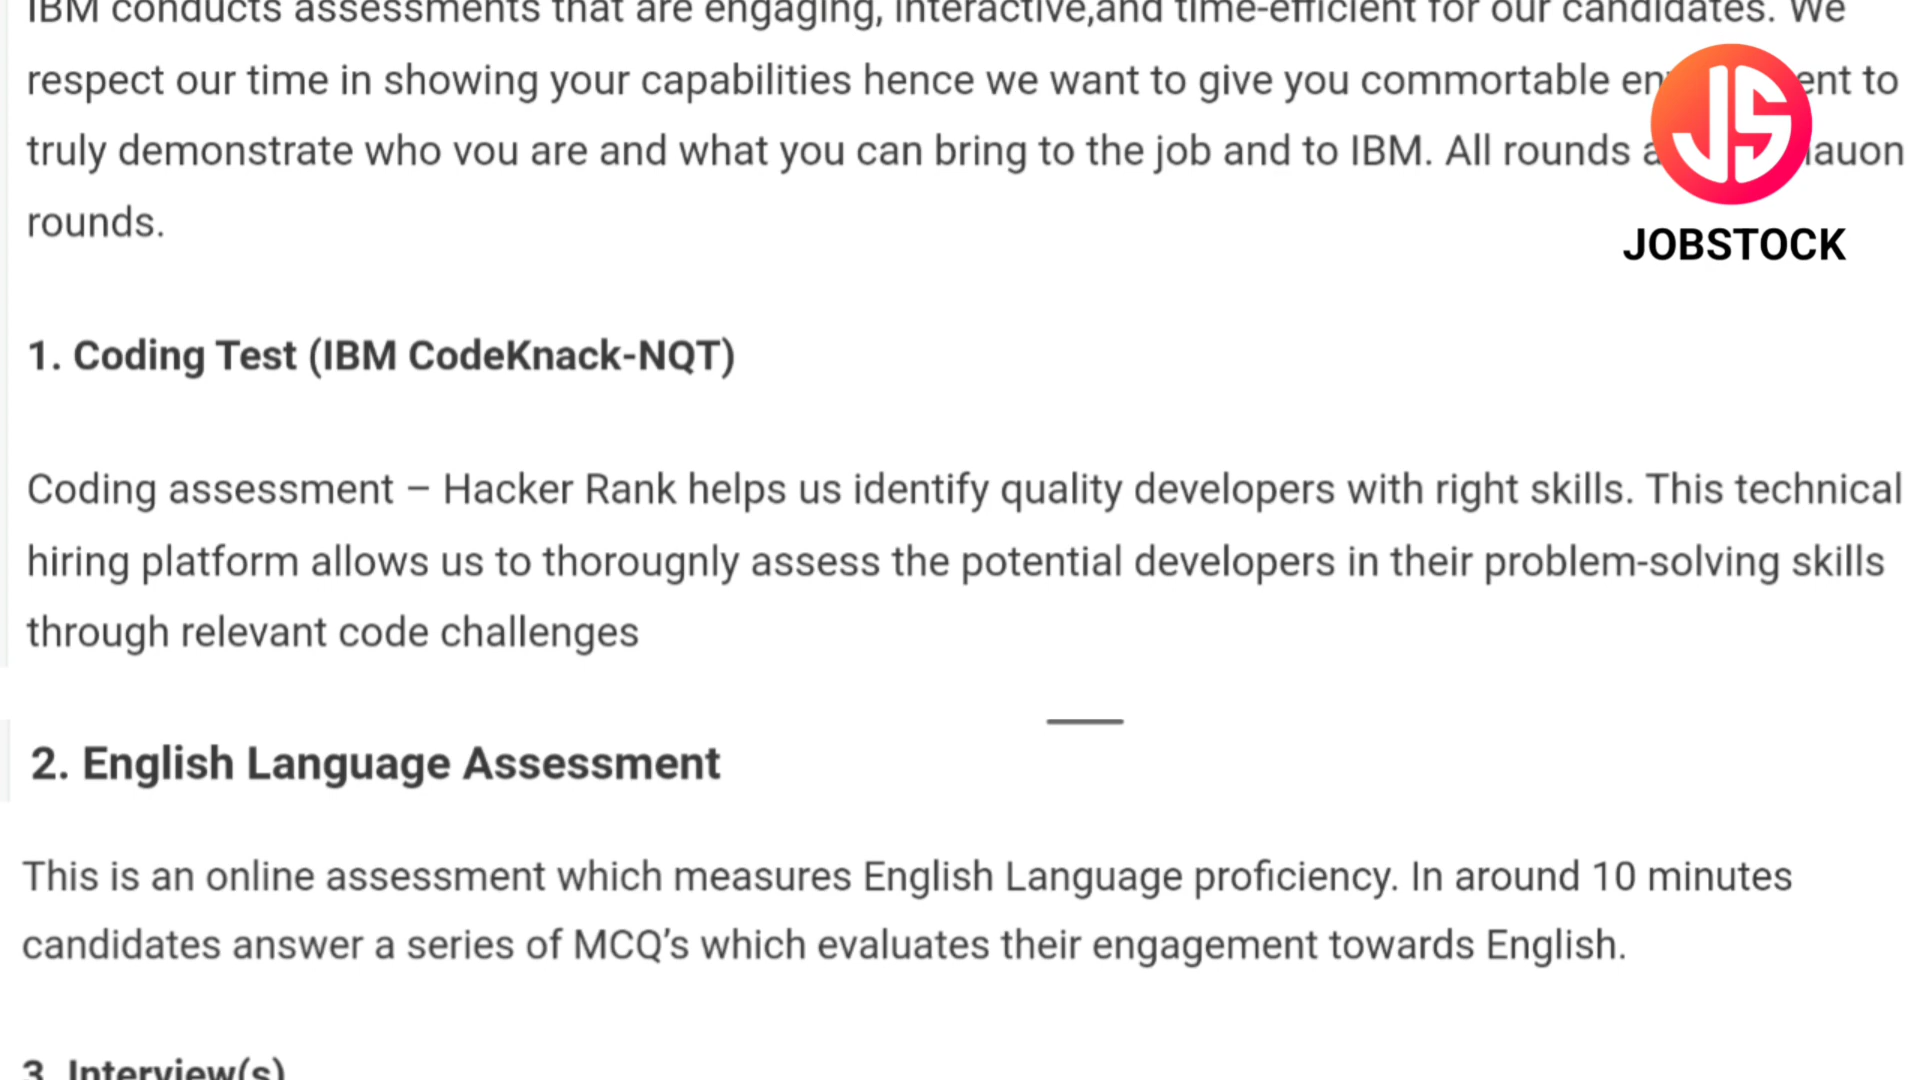 IBM conducts assessments that are engaging, interactive,and time-efficient for our candidates. We
respect our time in showing your capabilities hence we want to give you commortable en ent to
truly demonstrate who vou are and what you can bring to the job and to IBM. All rounds a lauon
rounds.
JS
JOBSTOCK
1. Coding Test (IBM CodeKnack-NQT)
Coding assessment – Hacker Rank helps us identify quality developers with right skills. This technical
hiring platform allows us to thorougnly assess the potential developers in their problem-solving skills
through relevant code challenges
2. English Language Assessment
This is an online assessment which measures English Language proficiency. In around 10 minutes
candidates answer a series of MCQ’s which evaluates their engagement towards English.
3. Interview(s)